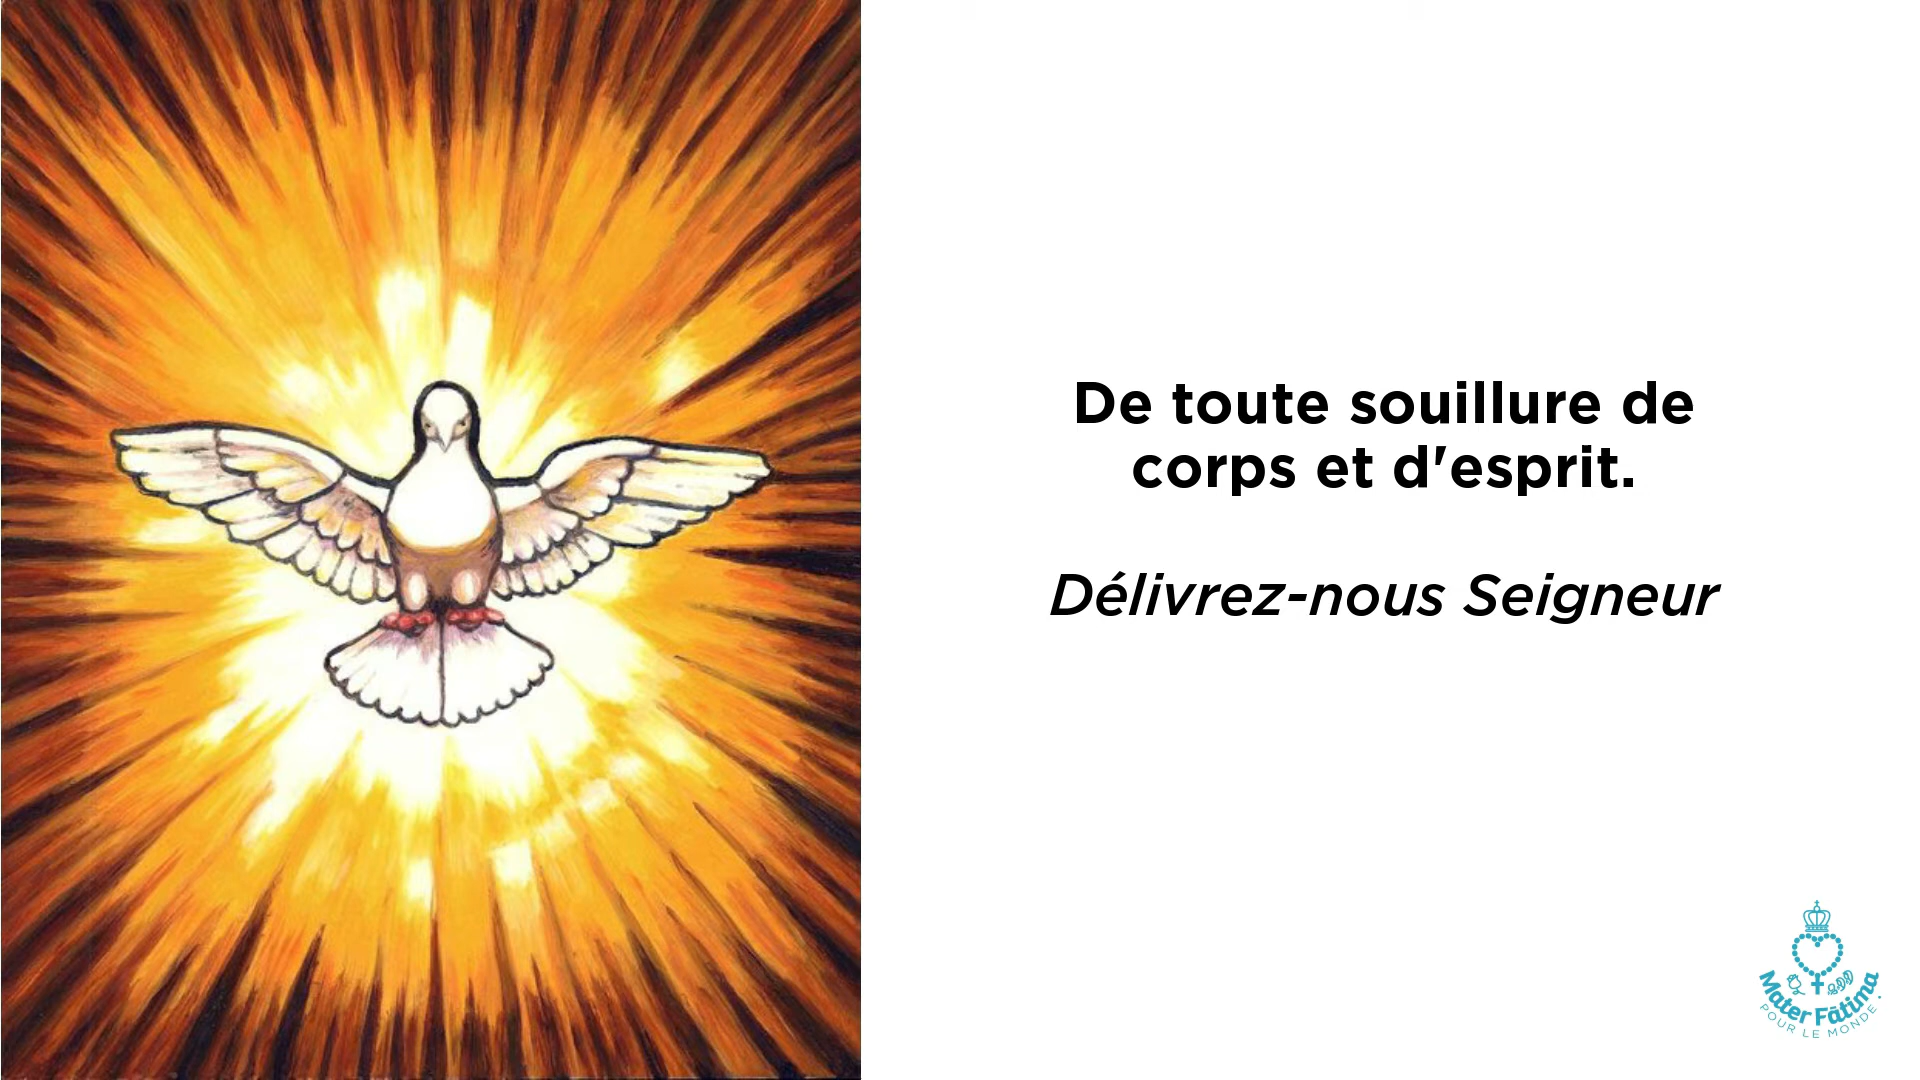 De toute souillure de
corps et d'esprit.
Délivrez-nous Seigneur
Mater Fátima
POUR LE MONDE